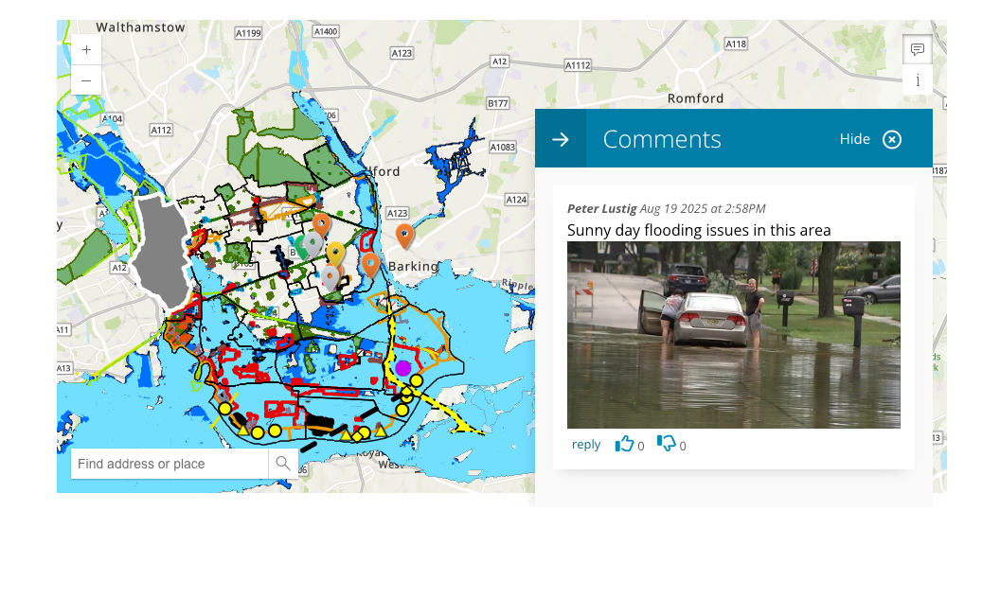 Walthamstow
A1199
A1400
A123
A118
A12
A1112
Romford
B177
A104
A112
Comments
Hide
A1083
Peter Lustig Aug 19 2025 at 2:58PM
A124
A123
Sunny day flooding issues in this area
A12
Barking
A11
A13
reply
0
0
Find address or place
West